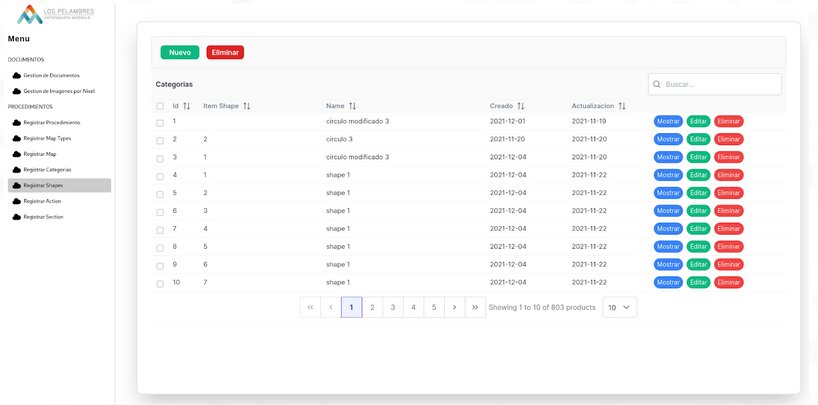 LOS PELAMBRES
ANTOFAGASTA MINERALS
Menu
DOCUMENTOS
Gestion de Documentos
Gestion de Imagenes por Nivel
PROCEDIMIENTOS
Registrar Procedimiento
Registrar Map Types
Registrar Map
Registrar Categorias
Registrar Shapes
Registrar Action
Registrar Section
Nuevo Eliminar
Categorias Buscar...
Id Item Shape Name Creado Actualizacion
1 circulo modificado 3 2021-12-01 2021-11-19 Mostrar Editar Eliminar
2 2 circulo 3 2021-11-20 2021-11-20 Mostrar Editar Eliminar
3 1 circulo modificado 3 2021-12-04 2021-11-20 Mostrar Editar Eliminar
4 1 shape 1 2021-12-04 2021-11-22 Mostrar Editar Eliminar
5 2 shape 1 2021-12-04 2021-11-22 Mostrar Editar Eliminar
6 3 shape 1 2021-12-04 2021-11-22 Mostrar Editar Eliminar
7 4 shape 1 2021-12-04 2021-11-22 Mostrar Editar Eliminar
8 5 shape 1 2021-12-04 2021-11-22 Mostrar Editar Eliminar
9 6 shape 1 2021-12-04 2021-11-22 Mostrar Editar Eliminar
10 7 shape 1 2021-12-04 2021-11-22 Mostrar Editar Eliminar
« ‹ 1 2 3 4 5 › » Showing 1 to 10 of 803 products 10